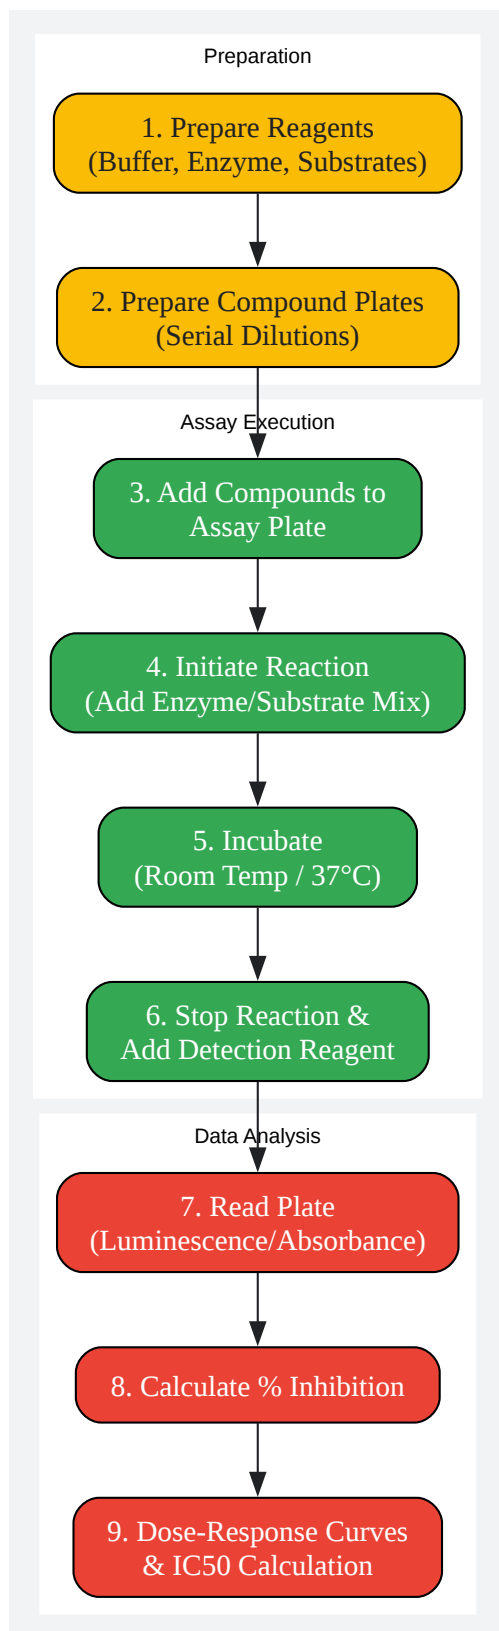 Preparation
1. Prepare Reagents
(Buffer, Enzyme, Substrates)
2. Prepare Compound Plates
(Serial Dilutions)
Assay Execution
3. Add Compounds to
Assay Plate
4. Initiate Reaction
(Add Enzyme/Substrate Mix)
5. Incubate
(Room Temp / 37°C)
6. Stop Reaction &
Add Detection Reagent
Data Analysis
7. Read Plate
(Luminescence/Absorbance)
8. Calculate % Inhibition
9. Dose-Response Curves
& IC50 Calculation